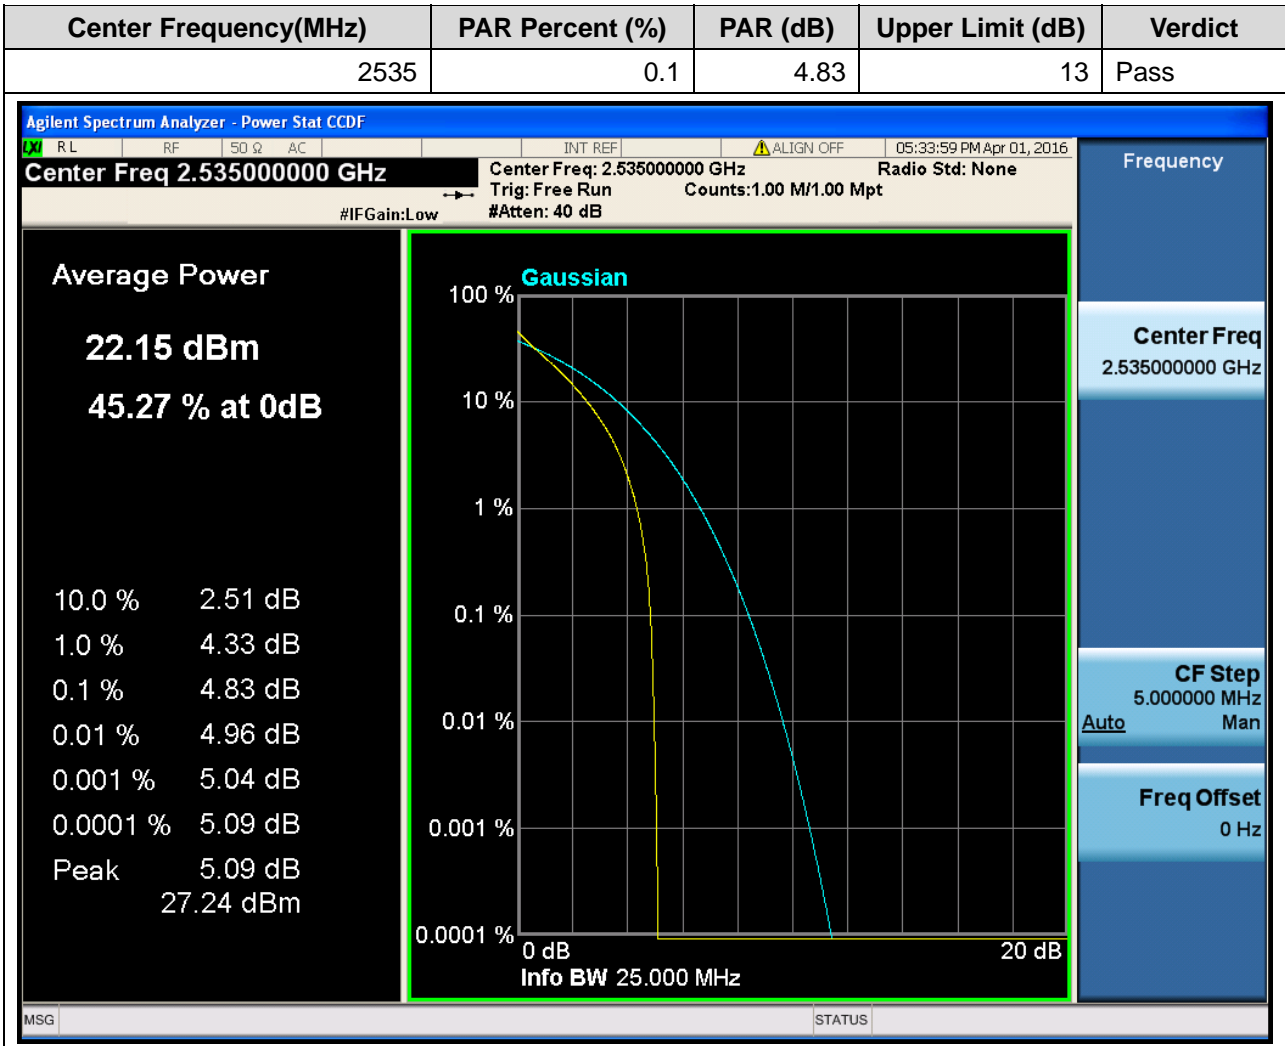 Center Frequency(MHz) PAR Percent (%) PAR (dB) Upper Limit (dB) Verdict
2535 0.1 4.83 13 Pass
Agilent Spectrum Analyzer - Power Stat CCDF
LXI RL RF 50 Ω AC INT REF ALIGN OFF 05:33:59 PM Apr 01, 2016
Center Freq 2.535000000 GHz
Center Freq: 2.535000000 GHz Radio Std: None
Trig: Free Run Counts:1.00 M/1.00 Mpt
#IFGain:Low #Atten: 40 dB
Frequency
Average Power
22.15 dBm
45.27 % at 0dB
10.0 % 2.51 dB
1.0 % 4.33 dB
0.1 % 4.83 dB
0.01 % 4.96 dB
0.001 % 5.04 dB
0.0001 % 5.09 dB
Peak 5.09 dB
27.24 dBm
Gaussian
100 %
10 %
1 %
0.1 %
0.01 %
0.001 %
0.0001 %
0 dB 20 dB
Info BW 25.000 MHz
Center Freq
2.535000000 GHz
CF Step
5.000000 MHz
Auto Man
Freq Offset
0 Hz
MSG STATUS